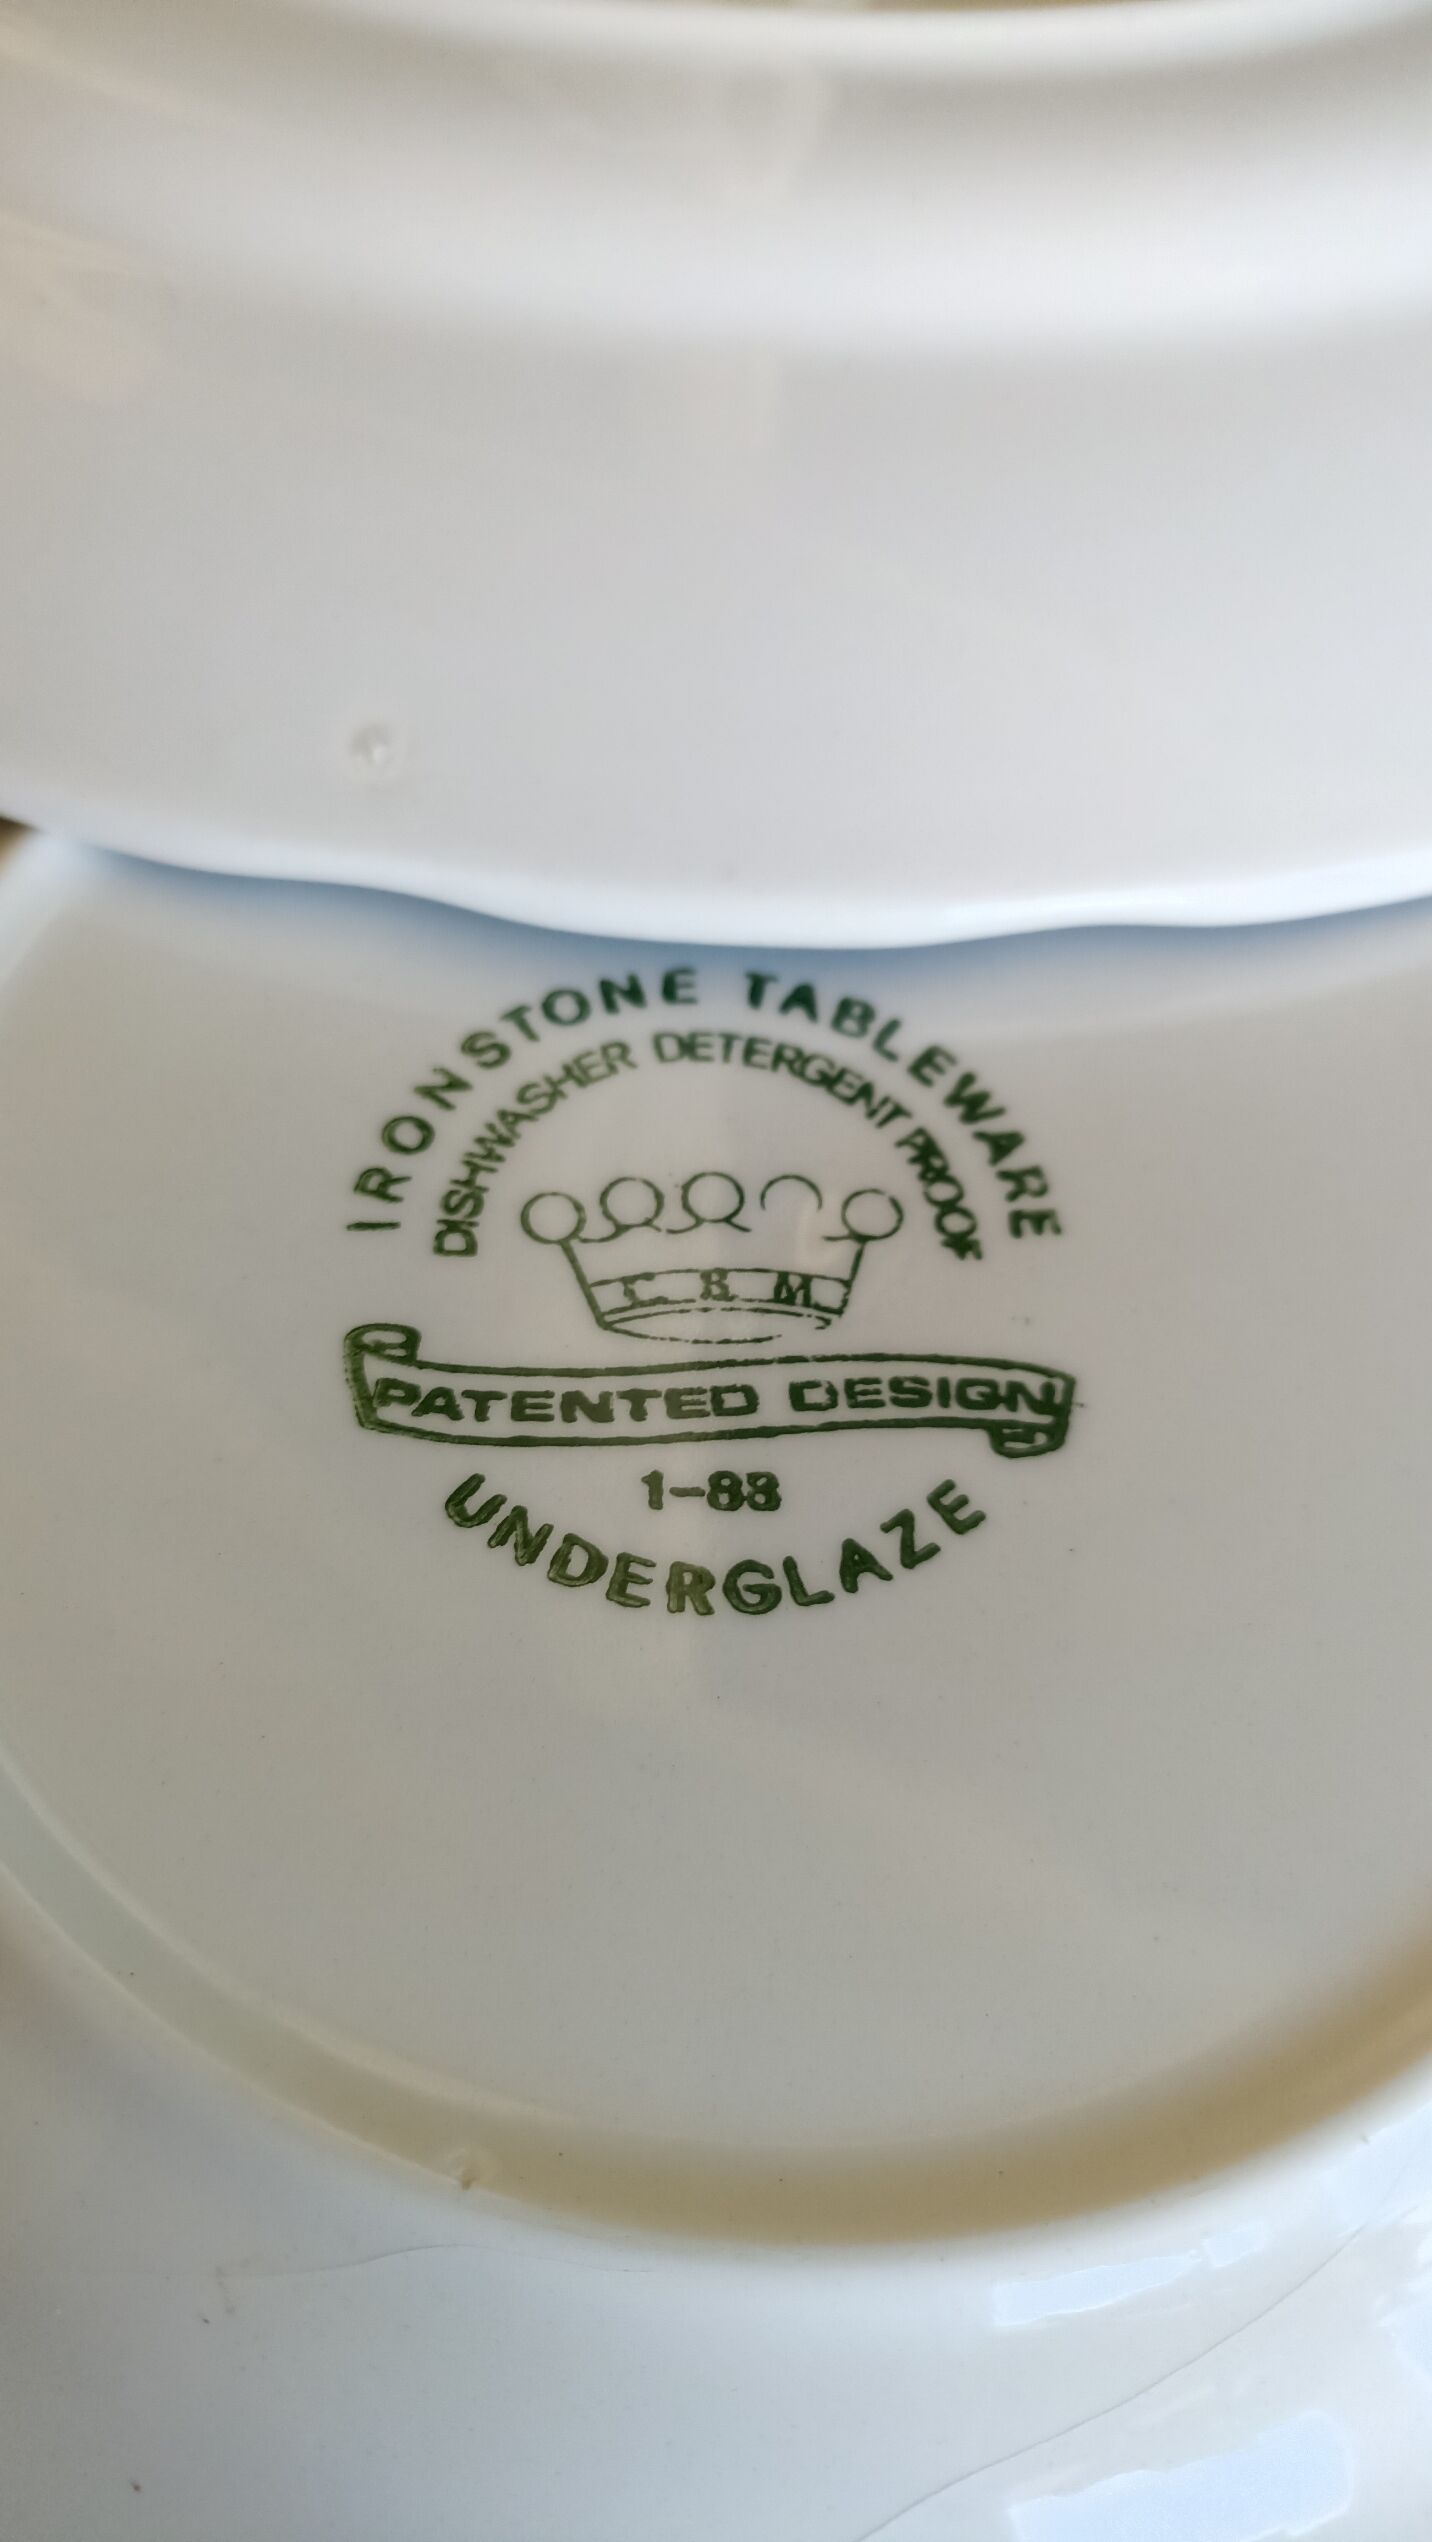 IRONSTONE TABLEWARE
DISHWASHER DETERGENT PROOF
PATENTED DESIGN
1-88
UNDERGLAZE